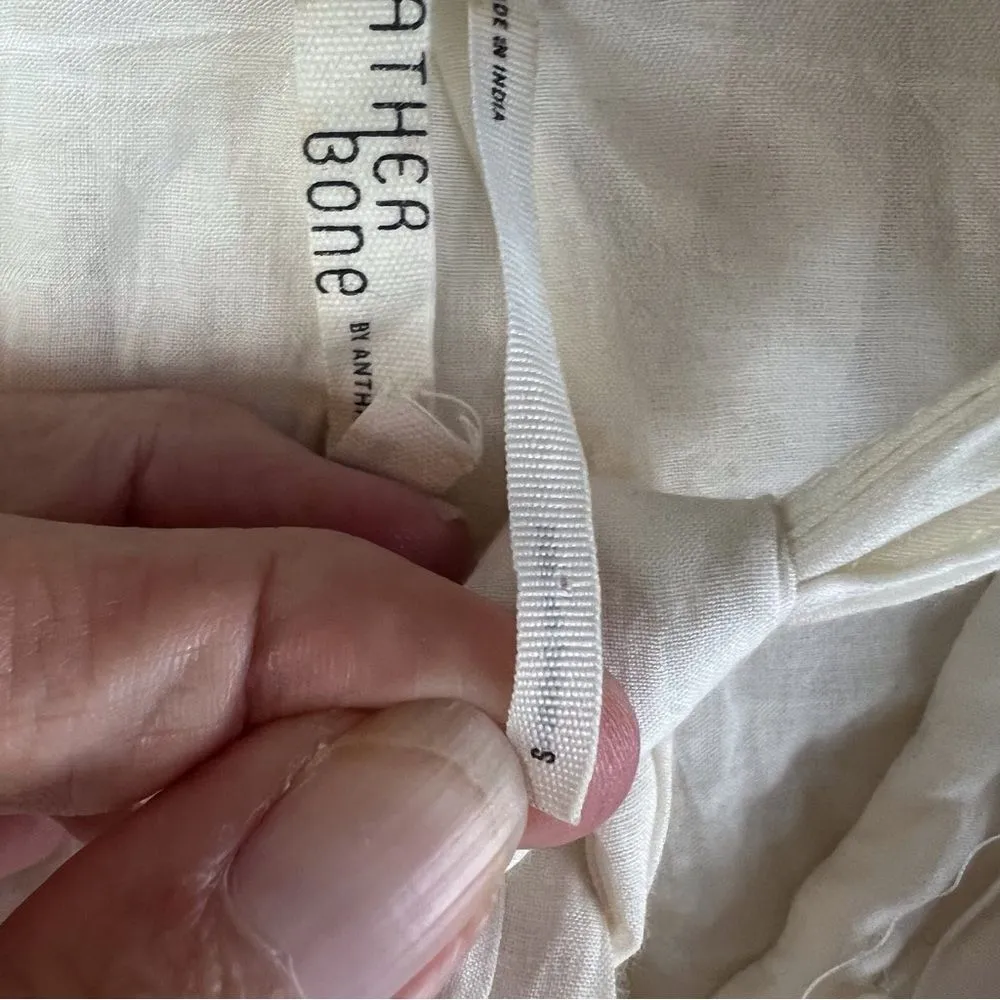 ATHER
Bone
BY ANTH
DE IN INDIA
S